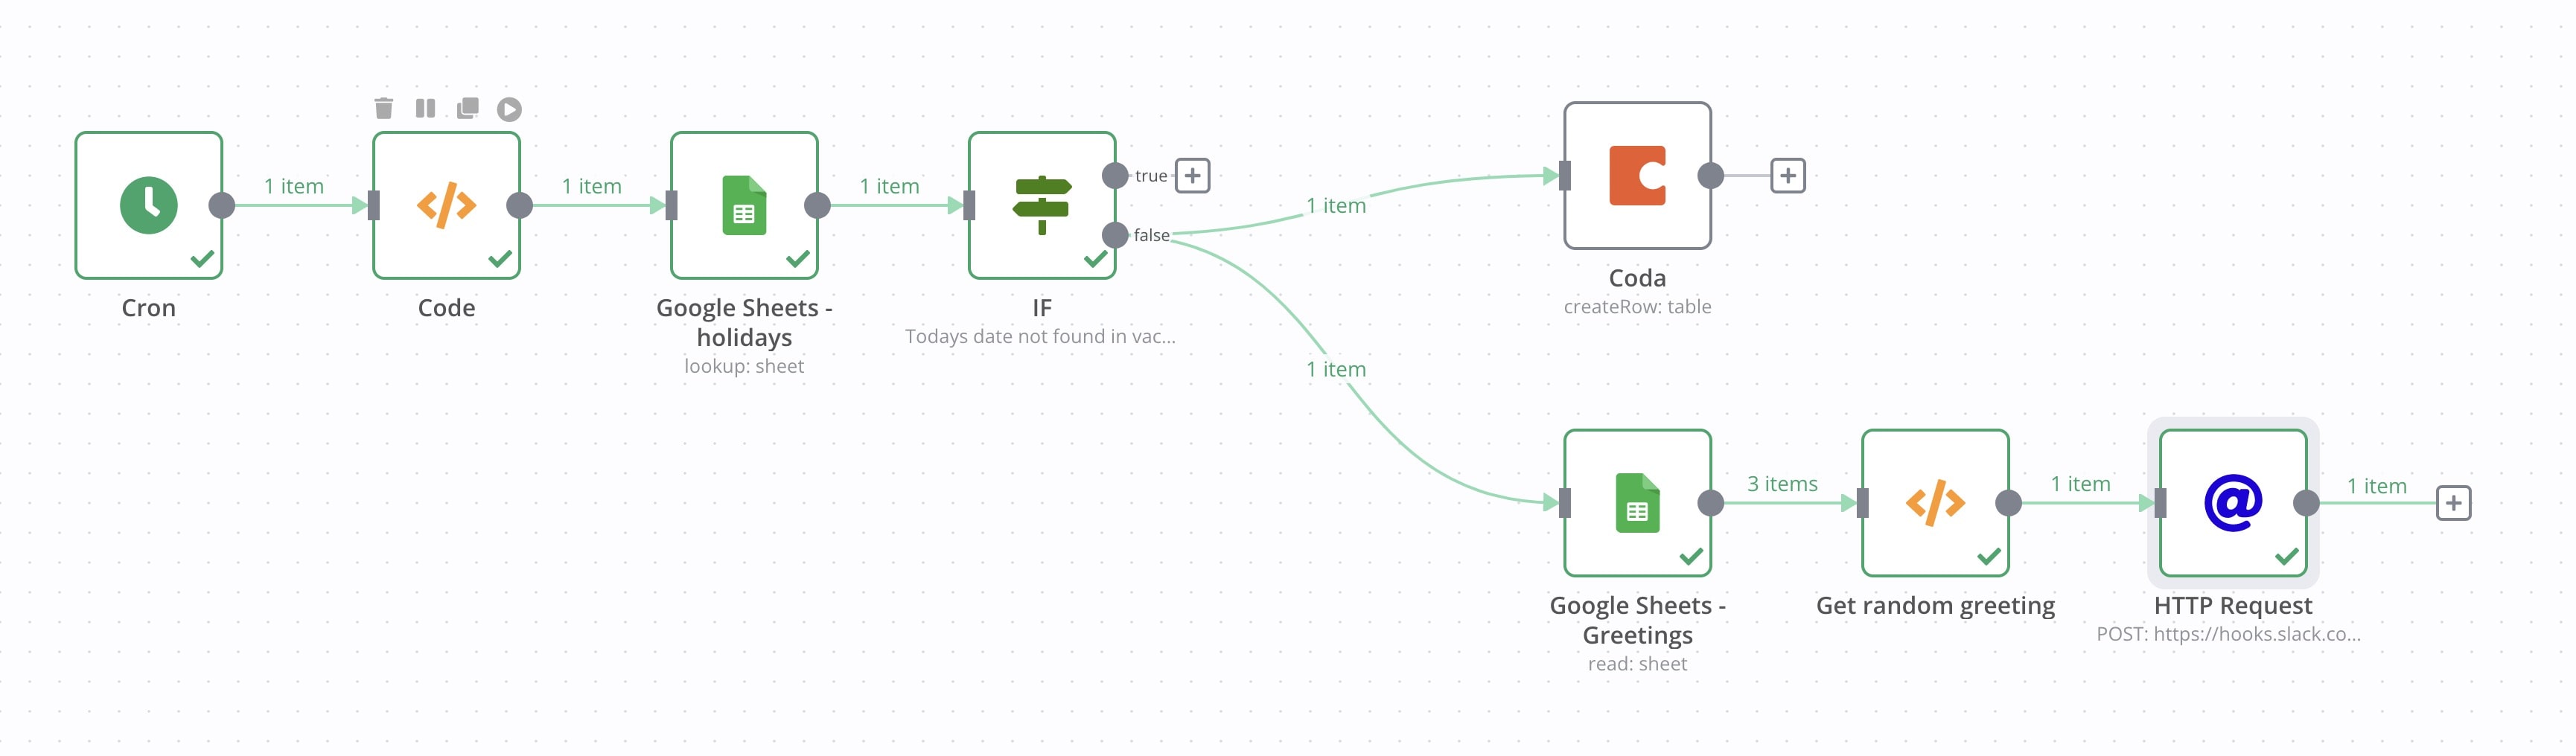 1 item
1 item
1 item
true
false
1 item
1 item
Cron
Code
Google Sheets -
holidays
lookup: sheet
IF
Todays date not found in vac...
Coda
createRow: table
3 items
1 item
1 item
Google Sheets -
Greetings
read: sheet
Get random greeting
HTTP Request
POST: https://hooks.slack.co...